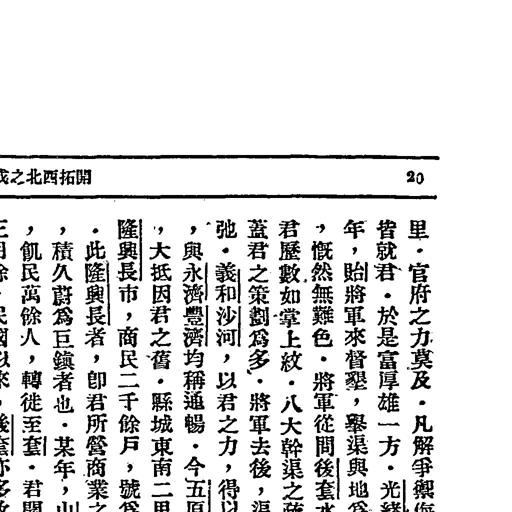 開拓西北之
20
里·官府之力莫及·凡解爭禦
皆就君·於是富厚雄一方·光緒
年，貽將軍來督墾，舉渠與地爲
，慨然無難色·將軍從問後套水
君歷數如掌上紋·八大幹渠之
蓋君之策劃爲多·將軍去後，渠
弛·義和沙河，以君之力，得以
，與永濟豐濟均稱通暢·今五原
，大抵因君之舊·縣城東南二里
隆興長市，商民二千餘戶，號爲
·此隆興長者，卽君所營商業之
，積久蔚爲巨鎮者也·某年，山
，飢民萬餘人，轉徙至套·君開